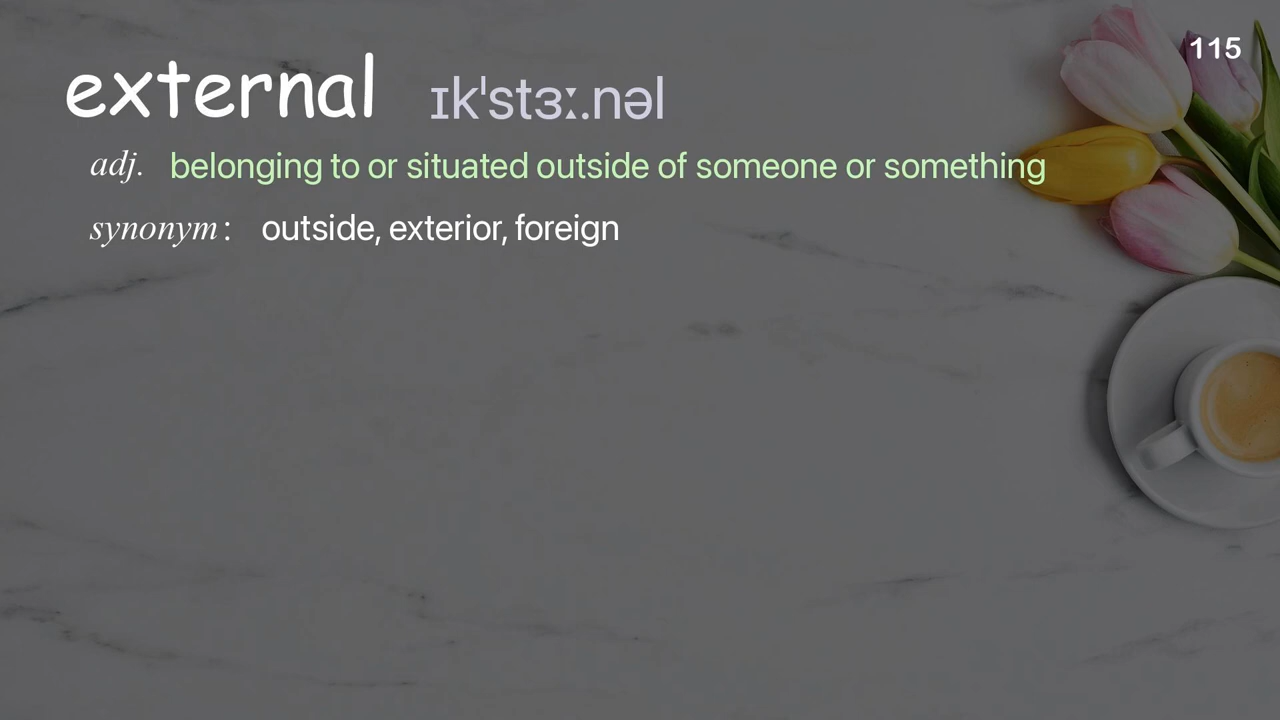 115
external ɪkˈstɜː.nəl
adj. belonging to or situated outside of someone or something
synonym : outside, exterior, foreign